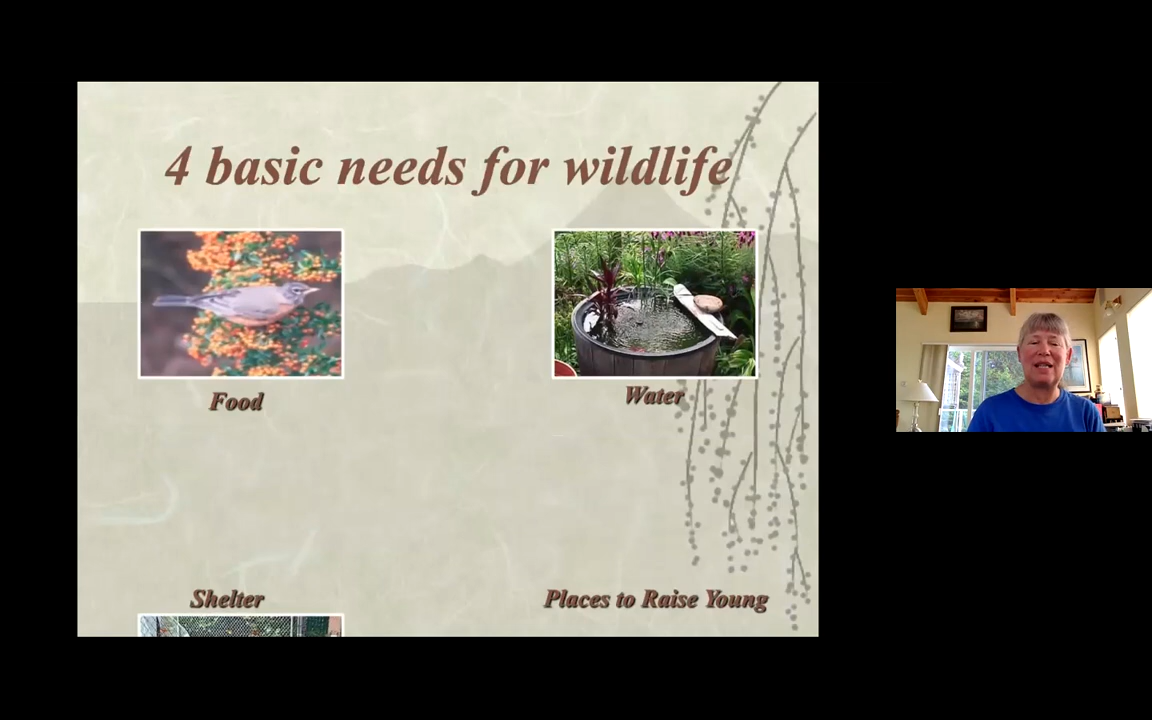 4 basic needs for wildlife
Food
Water
Shelter
Places to Raise Young